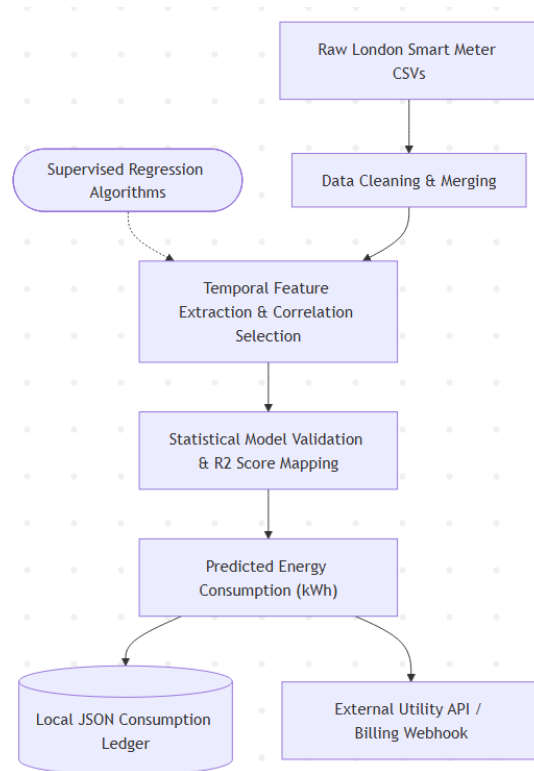 Raw London Smart Meter
CSVs
Supervised Regression
Algorithms
Data Cleaning & Merging
Temporal Feature
Extraction & Correlation
Selection
Statistical Model Validation
& R2 Score Mapping
Predicted Energy
Consumption (kWh)
Local JSON Consumption
Ledger
External Utility API /
Billing Webhook